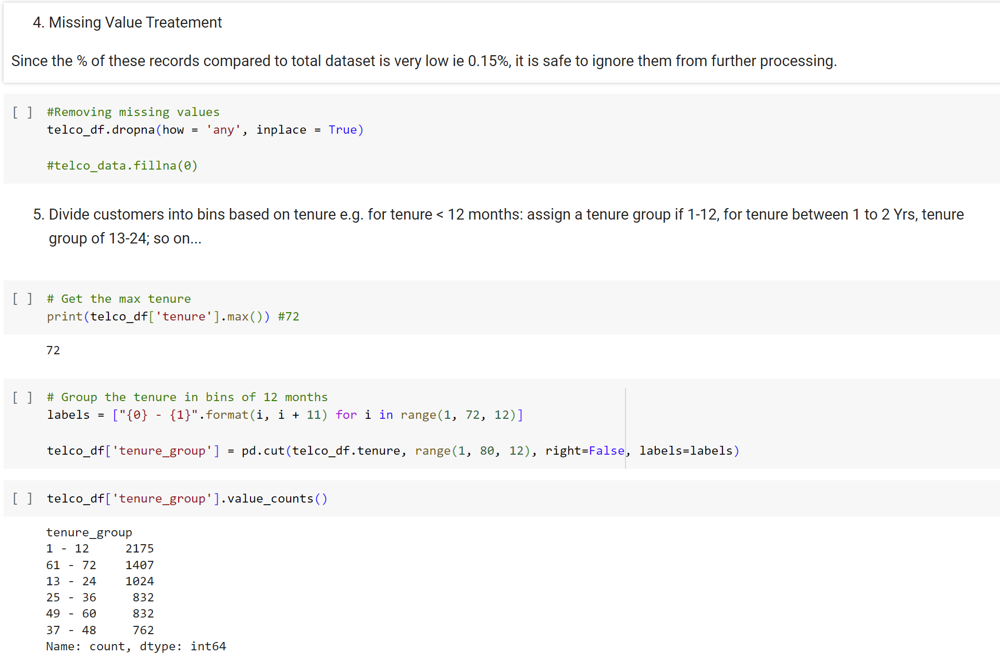 4. Missing Value Treatement
Since the % of these records compared to total dataset is very low ie 0.15%, it is safe to ignore them from further processing.
[ ] #Removing missing values
telco_df.dropna(how = 'any', inplace = True)
#telco_data.fillna(0)
5. Divide customers into bins based on tenure e.g. for tenure < 12 months: assign a tenure group if 1-12, for tenure between 1 to 2 Yrs, tenure
group of 13-24; so on...
[ ] # Get the max tenure
print(telco_df['tenure'].max()) #72
72
[ ] # Group the tenure in bins of 12 months
labels = ["{0} - {1}".format(i, i + 11) for i in range(1, 72, 12)]
telco_df['tenure_group'] = pd.cut(telco_df.tenure, range(1, 80, 12), right=False, labels=labels)
[ ] telco_df['tenure_group'].value_counts()
tenure_group
1 - 12     2175
61 - 72    1407
13 - 24    1024
25 - 36     832
49 - 60     832
37 - 48     762
Name: count, dtype: int64